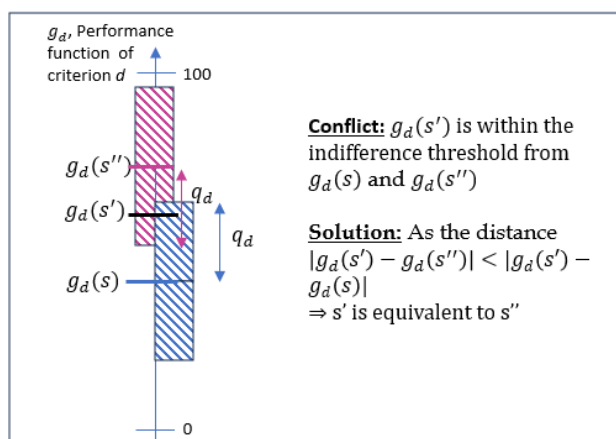 g_d, Performance
function of
criterion d
100
Conflict: g_d(s′) is within the
indifference threshold from
g_d(s) and g_d(s′′)
g_d(s′′)
q_d
g_d(s′)
q_d
Solution: As the distance
|g_d(s′) − g_d(s′′)| < |g_d(s′) −
g_d(s)|
⇒ s' is equivalent to s''
g_d(s)
0